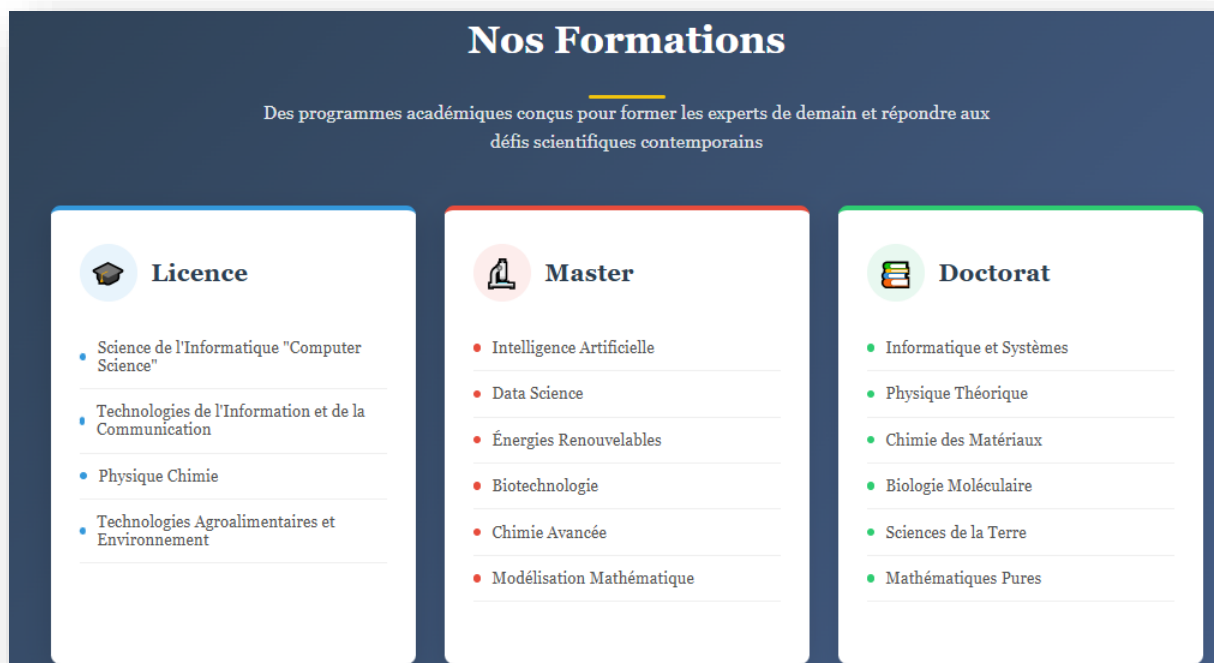 Nos Formations
Des programmes académiques conçus pour former les experts de demain et répondre aux
défis scientifiques contemporains
Licence
Science de l'Informatique "Computer
Science"
Technologies de l'Information et de la
Communication
Physique Chimie
Technologies Agroalimentaires et
Environnement
Master
Intelligence Artificielle
Data Science
Énergies Renouvelables
Biotechnologie
Chimie Avancée
Modélisation Mathématique
Doctorat
Informatique et Systèmes
Physique Théorique
Chimie des Matériaux
Biologie Moléculaire
Sciences de la Terre
Mathématiques Pures